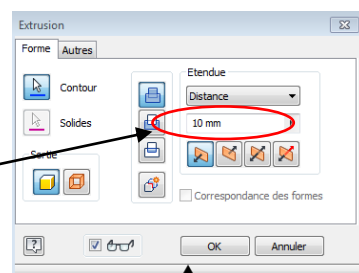 Extrusion
Forme Autres
Contour
Solides
Sortie
Etendue
Distance
10 mm
Correspondance des formes
?
OK Annuler